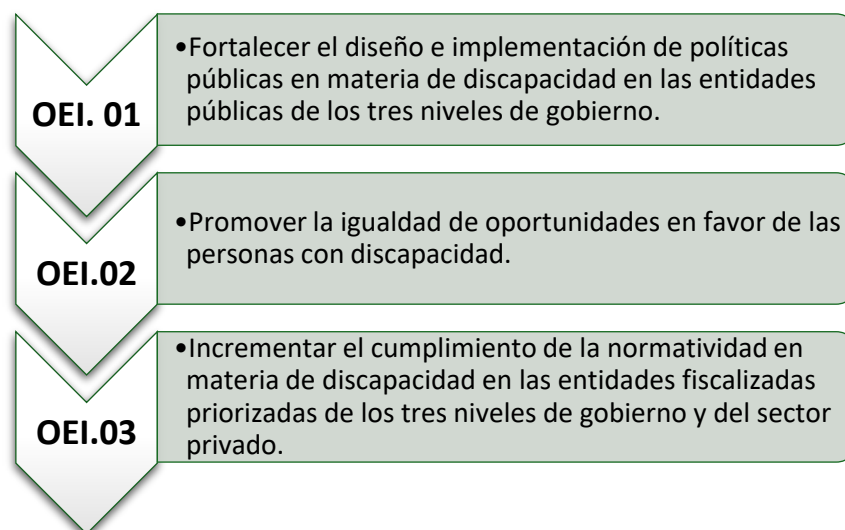 OEI. 01
•Fortalecer el diseño e implementación de políticas
públicas en materia de discapacidad en las entidades
públicas de los tres niveles de gobierno.
OEI.02
•Promover la igualdad de oportunidades en favor de las
personas con discapacidad.
OEI.03
•Incrementar el cumplimiento de la normatividad en
materia de discapacidad en las entidades fiscalizadas
priorizadas de los tres niveles de gobierno y del sector
privado.